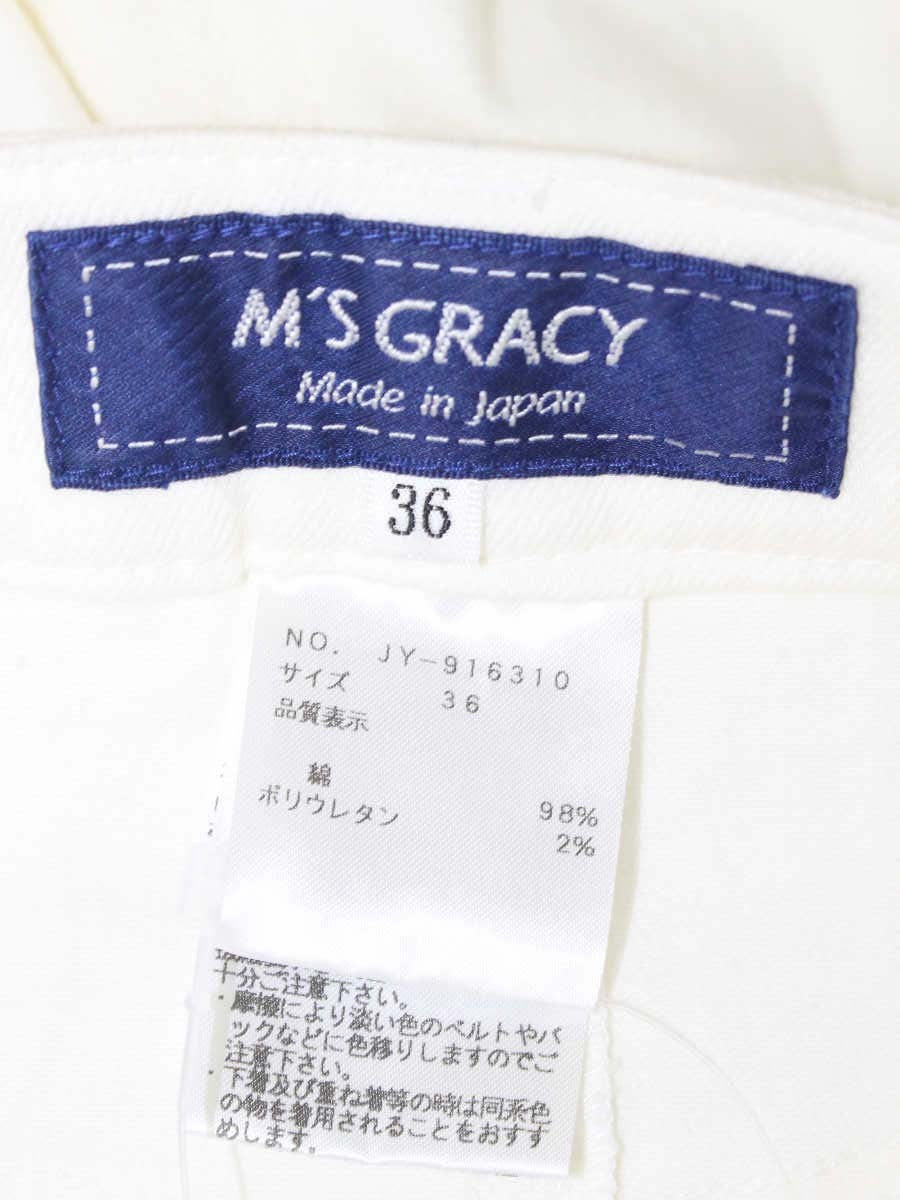 M'S GRACY
Made in Japan
36
NO. JY-916310
サイズ 36
品質表示
綿 98%
ポリウレタン 2%
十分ご注意下さい。
・摩擦により淡い色のベルトやバ
ックなどに色移りしますのでご
注意下さい。
・下着及び重ね着等の時は同系色
の物を着用されることをおすす
めします。